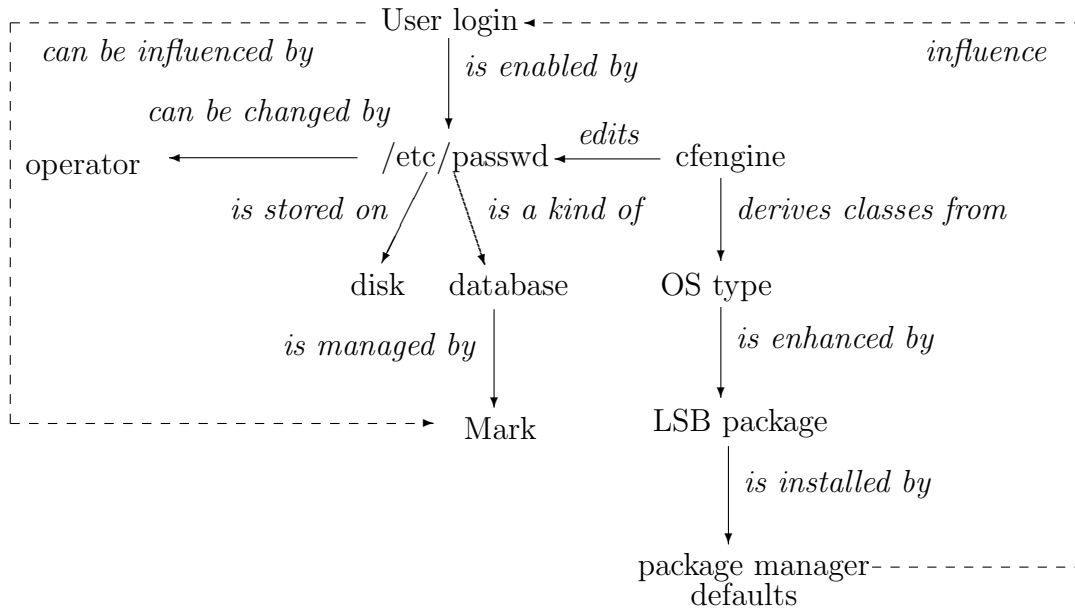 User login
can be influenced by
influence
is enabled by
can be changed by
edits
operator
/etc/passwd
cfengine
is stored on
is a kind of
derives classes from
disk
database
OS type
is managed by
is enhanced by
Mark
LSB package
is installed by
package manager
defaults